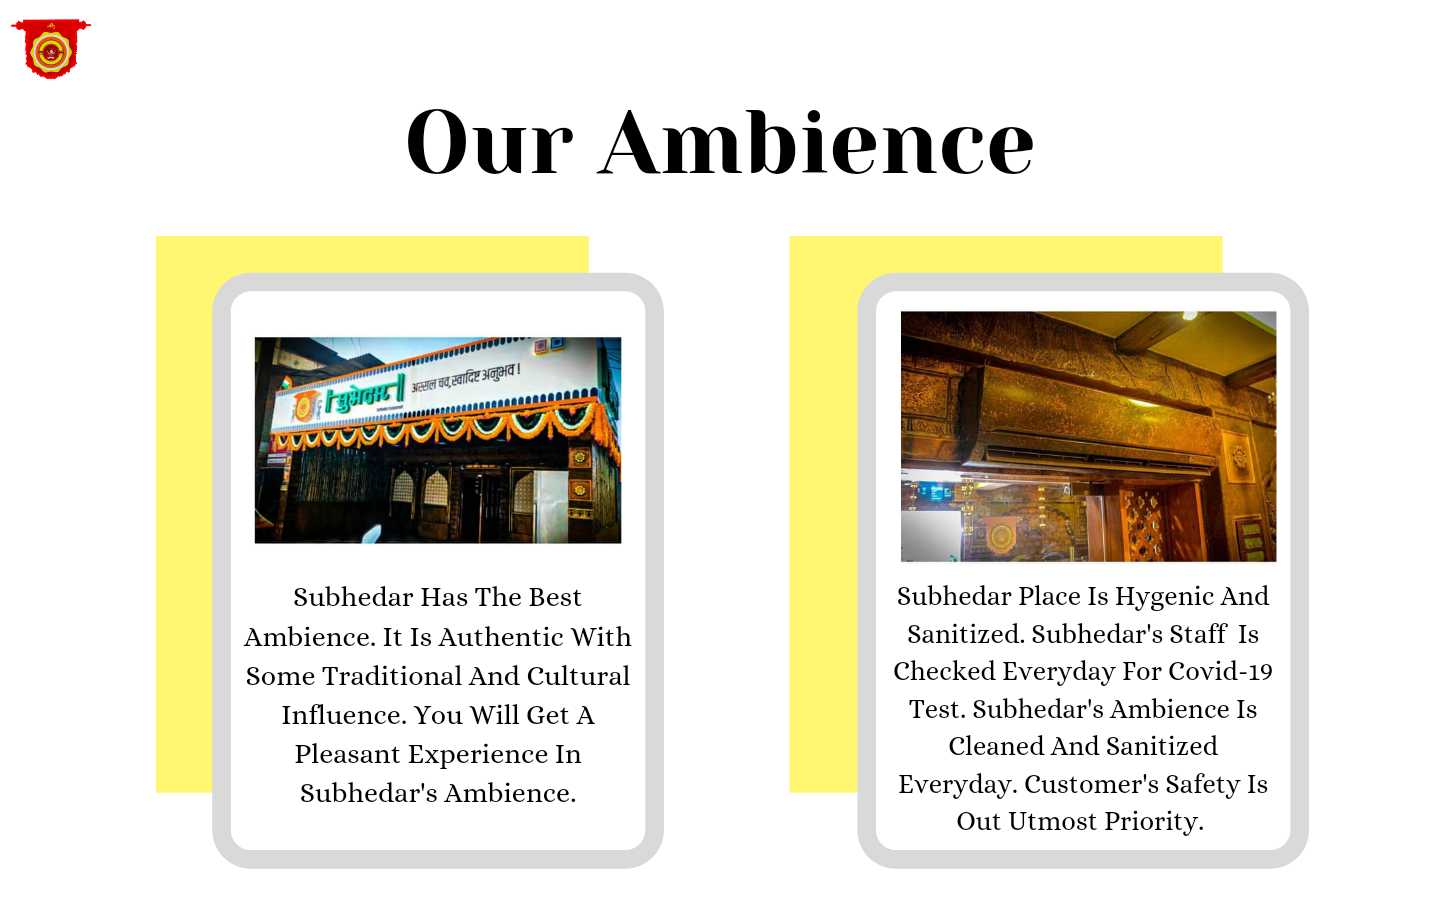 Our Ambience
॥सुभेदार॥
अस्सल चव, स्वादिष्ट अनुभव !
Subhedar Has The Best
Ambience. It Is Authentic With
Some Traditional And Cultural
Influence. You Will Get A
Pleasant Experience In
Subhedar's Ambience.
Subhedar Place Is Hygenic And
Sanitized. Subhedar's Staff  Is
Checked Everyday For Covid-19
Test. Subhedar's Ambience Is
Cleaned And Sanitized
Everyday. Customer's Safety Is
Out Utmost Priority.